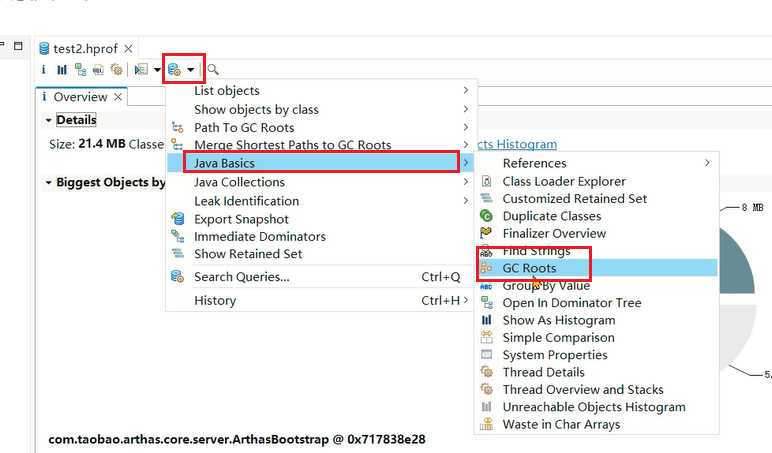 test2.hprof
Overview
Details
Size: 21.4 MB Classe
cts Histogram
Biggest Objects by
List objects
Show objects by class
Path To GC Roots
Merge Shortest Paths to GC Roots
Java Basics
Java Collections
Leak Identification
Export Snapshot
Immediate Dominators
Show Retained Set
Search Queries... Ctrl+Q
History Ctrl+H
References
Class Loader Explorer
Customized Retained Set
Duplicate Classes
Finalizer Overview
Find Strings
GC Roots
Group By Value
Open In Dominator Tree
Show As Histogram
Simple Comparison
System Properties
Thread Details
Thread Overview and Stacks
Unreachable Objects Histogram
Waste in Char Arrays
8 MB
5.
com.taobao.arthas.core.server.ArthasBootstrap @ 0x717838e28